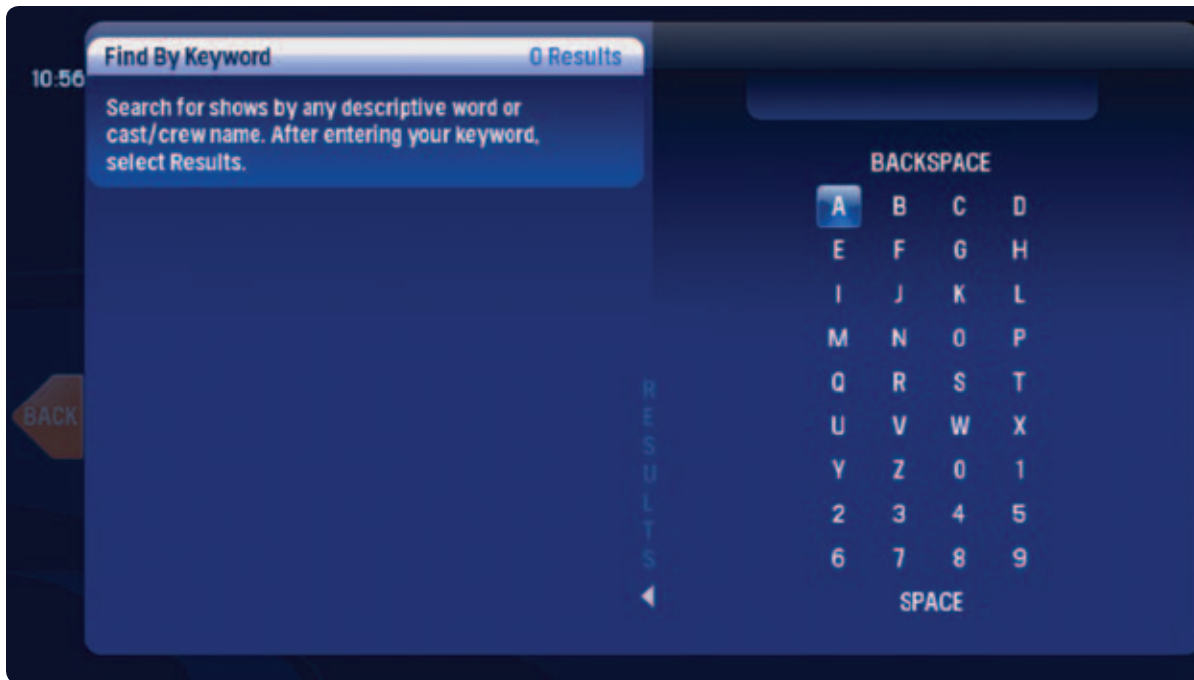 10:56
Find By Keyword 0 Results
Search for shows by any descriptive word or
cast/crew name. After entering your keyword,
select Results.
BACK
RESULTS
BACKSPACE
A B C D
E F G H
I J K L
M N O P
Q R S T
U V W X
Y Z 0 1
2 3 4 5
6 7 8 9
SPACE